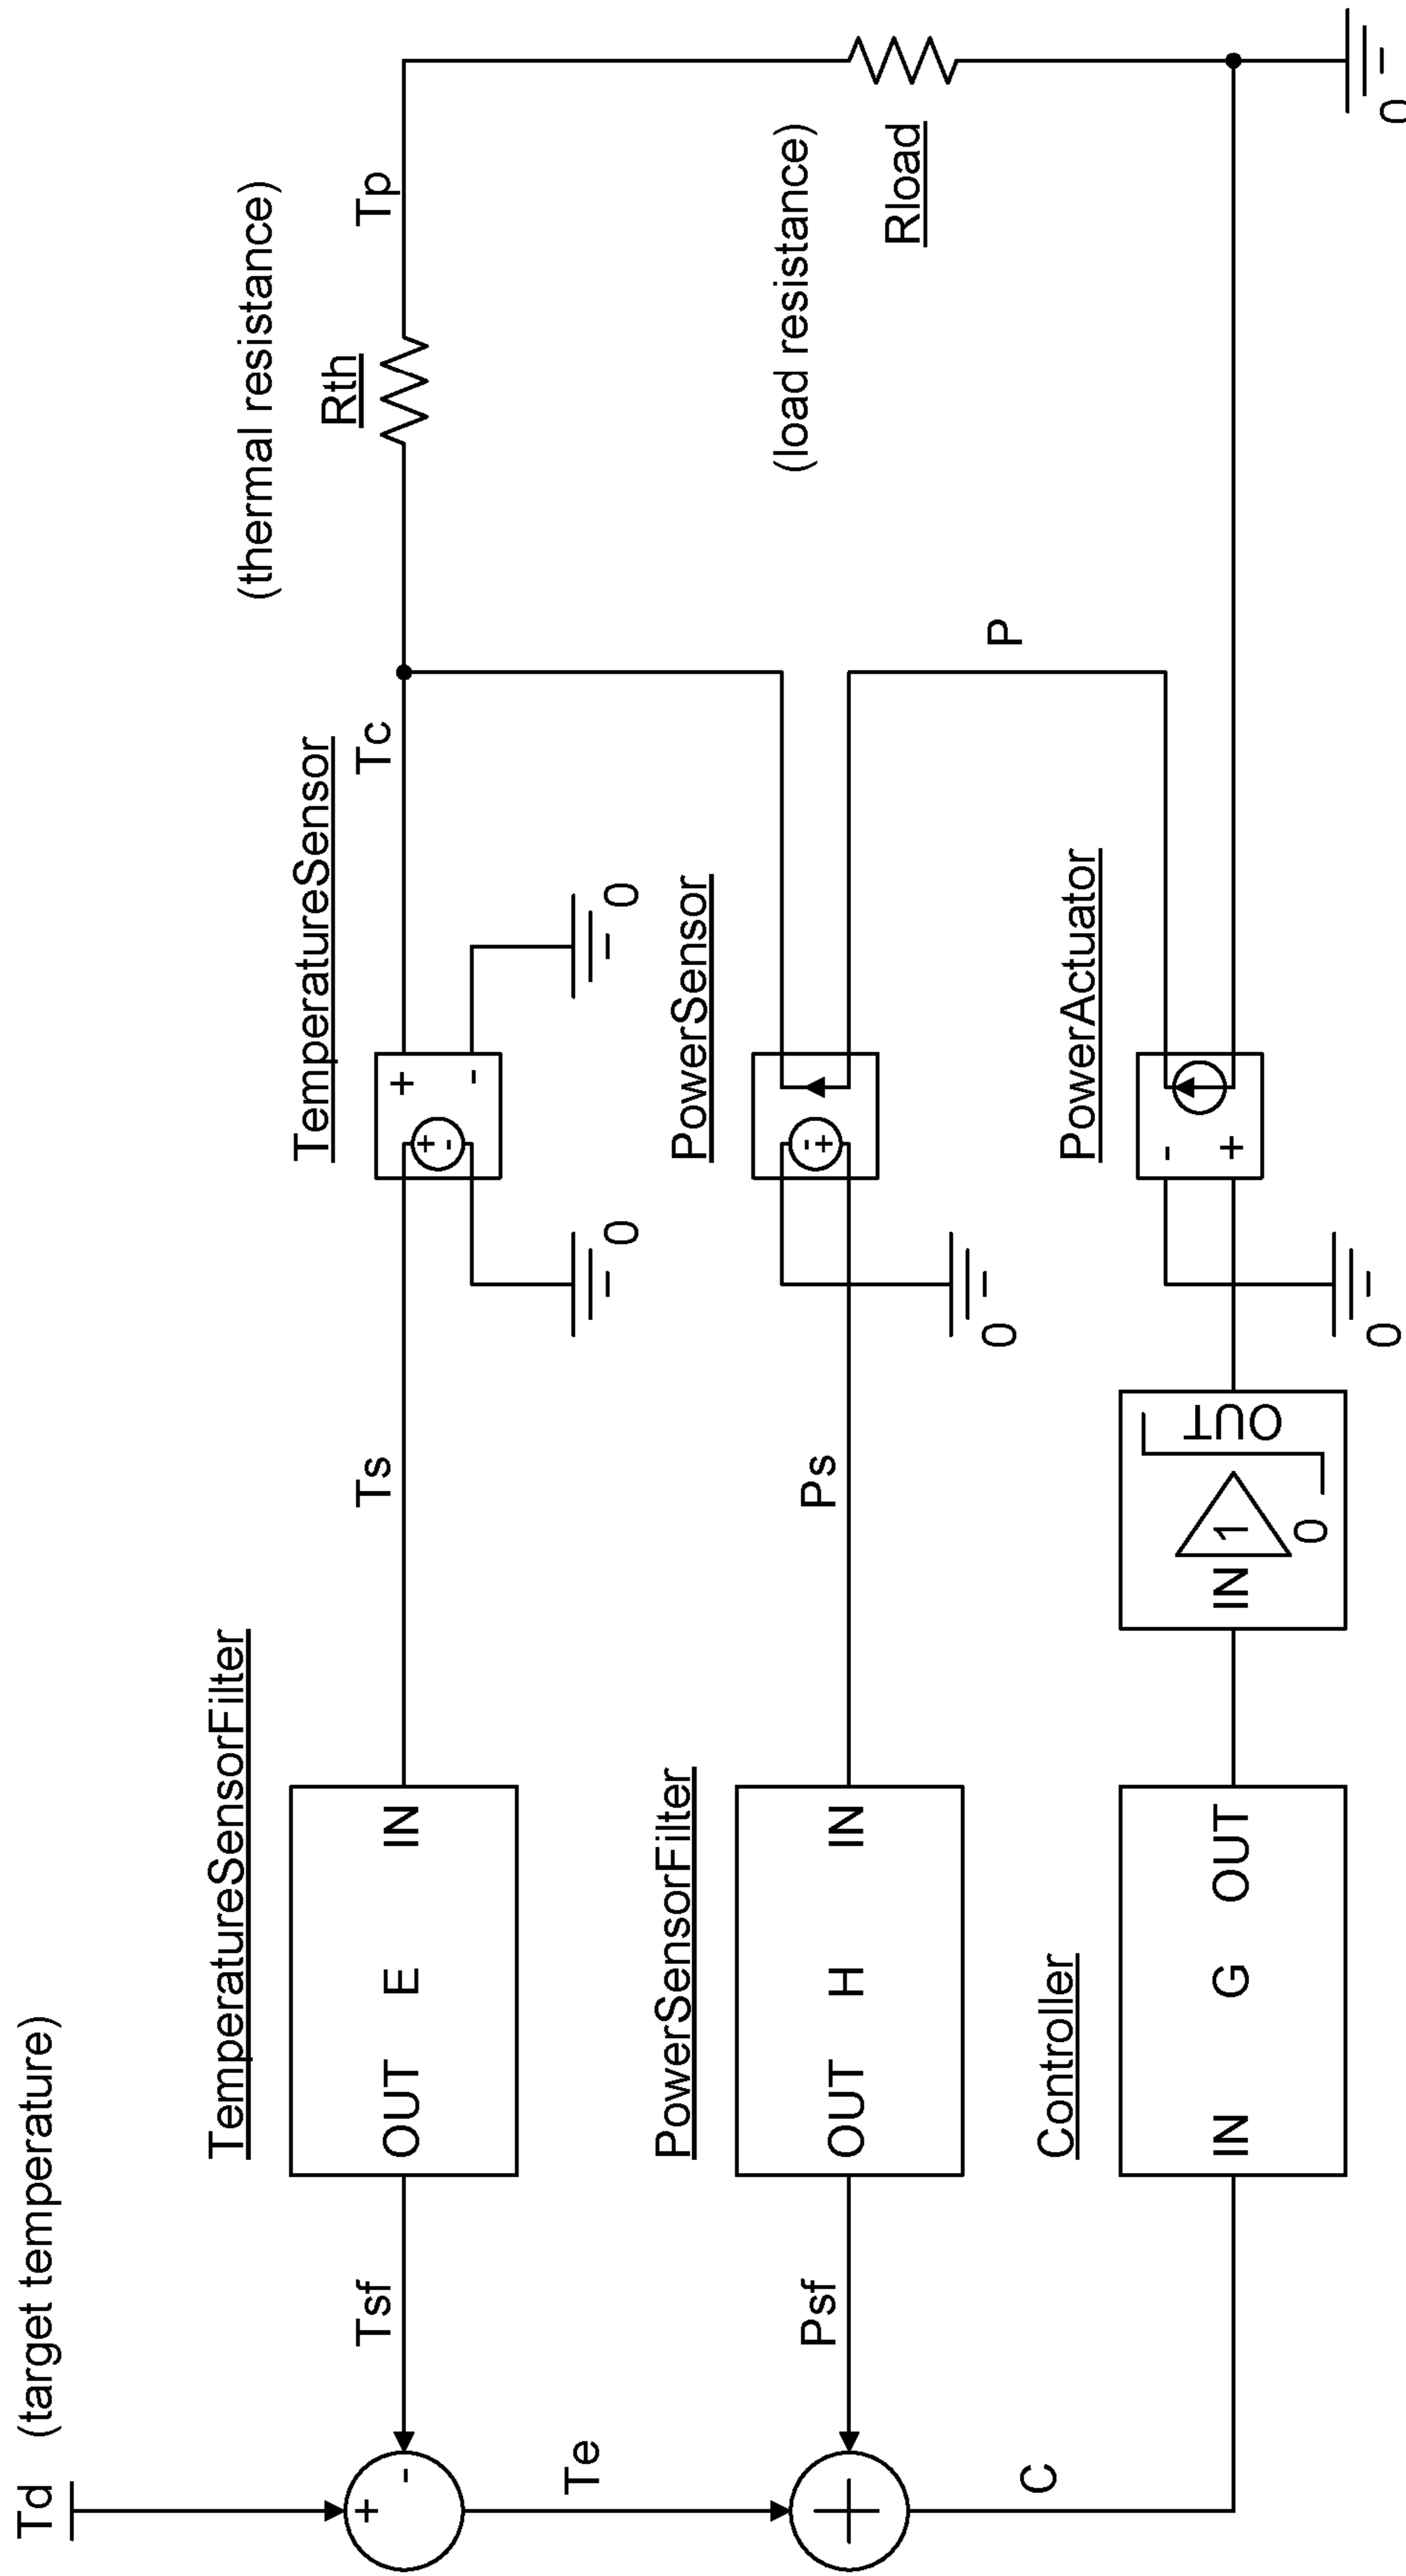 Td (target temperature)
TemperatureSensorFilter
(thermal resistance)
TemperatureSensor
Rth
Tsf
Ts
Tc
Tp
+
-
OUT E IN
+
-
+
-
0
0
Te
PowerSensorFilter
PowerSensor
(load resistance)
Psf
Ps
OUT H IN
-
+
Rload
0
P
C
Controller
PowerActuator
IN G OUT
IN 1 OUT
0
-
+
0
0